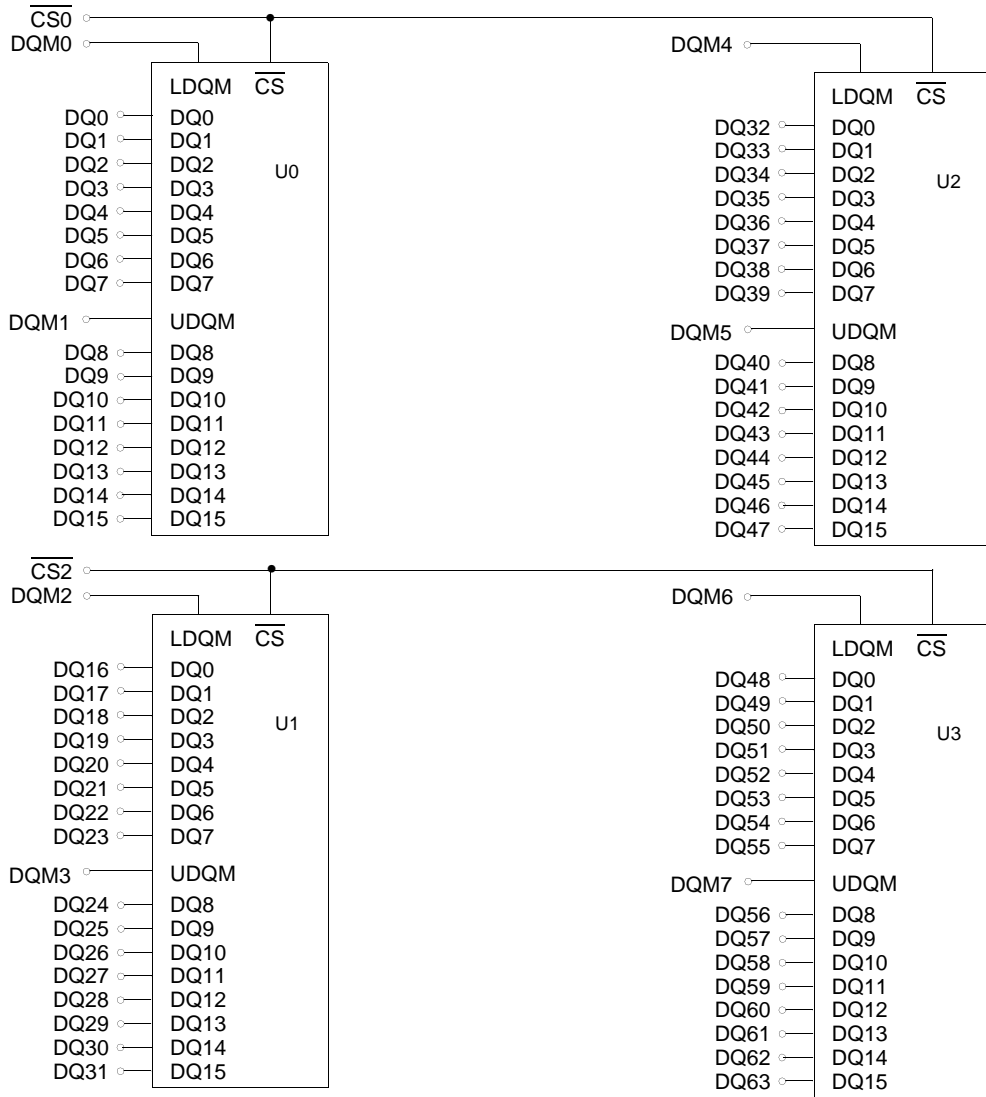 CS0
DQM0
LDQM CS
DQ0 DQ0
DQ1 DQ1
DQ2 DQ2
U0
DQ3 DQ3
DQ4 DQ4
DQ5 DQ5
DQ6 DQ6
DQ7 DQ7
DQM1 UDQM
DQ8 DQ8
DQ9 DQ9
DQ10 DQ10
DQ11 DQ11
DQ12 DQ12
DQ13 DQ13
DQ14 DQ14
DQ15 DQ15
DQM4
LDQM CS
DQ32 DQ0
DQ33 DQ1
DQ34 DQ2
U2
DQ35 DQ3
DQ36 DQ4
DQ37 DQ5
DQ38 DQ6
DQ39 DQ7
DQM5 UDQM
DQ40 DQ8
DQ41 DQ9
DQ42 DQ10
DQ43 DQ11
DQ44 DQ12
DQ45 DQ13
DQ46 DQ14
DQ47 DQ15
CS2
DQM2
LDQM CS
DQ16 DQ0
DQ17 DQ1
DQ18 DQ2
U1
DQ19 DQ3
DQ20 DQ4
DQ21 DQ5
DQ22 DQ6
DQ23 DQ7
DQM3 UDQM
DQ24 DQ8
DQ25 DQ9
DQ26 DQ10
DQ27 DQ11
DQ28 DQ12
DQ29 DQ13
DQ30 DQ14
DQ31 DQ15
DQM6
LDQM CS
DQ48 DQ0
DQ49 DQ1
DQ50 DQ2
U3
DQ51 DQ3
DQ52 DQ4
DQ53 DQ5
DQ54 DQ6
DQ55 DQ7
DQM7 UDQM
DQ56 DQ8
DQ57 DQ9
DQ58 DQ10
DQ59 DQ11
DQ60 DQ12
DQ61 DQ13
DQ62 DQ14
DQ63 DQ15